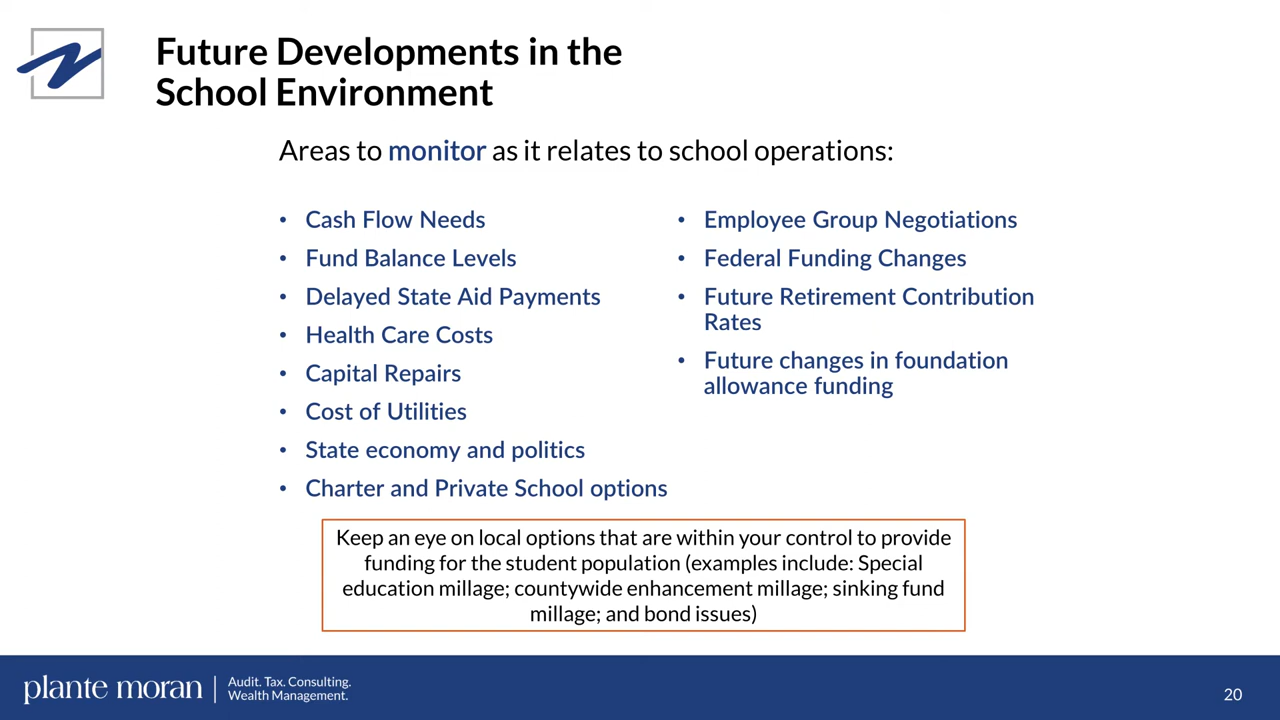 Future Developments in the
School Environment
Areas to monitor as it relates to school operations:
• Cash Flow Needs
• Fund Balance Levels
• Delayed State Aid Payments
• Health Care Costs
• Capital Repairs
• Cost of Utilities
• State economy and politics
• Charter and Private School options
• Employee Group Negotiations
• Federal Funding Changes
• Future Retirement Contribution
Rates
• Future changes in foundation
allowance funding
Keep an eye on local options that are within your control to provide
funding for the student population (examples include: Special
education millage; countywide enhancement millage; sinking fund
millage; and bond issues)
plante moran
Audit. Tax. Consulting.
Wealth Management.
20